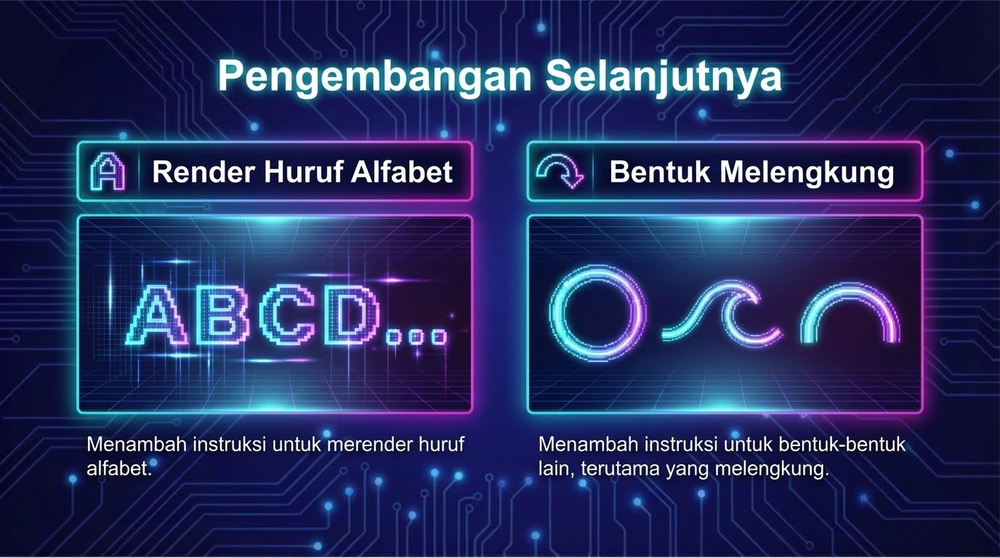 Pengembangan Selanjutnya
A
Render Huruf Alfabet
Bentuk Melengkung
ABCD...
Menambah instruksi untuk merender huruf
alfabet.
Menambah instruksi untuk bentuk-bentuk
lain, terutama yang melengkung.